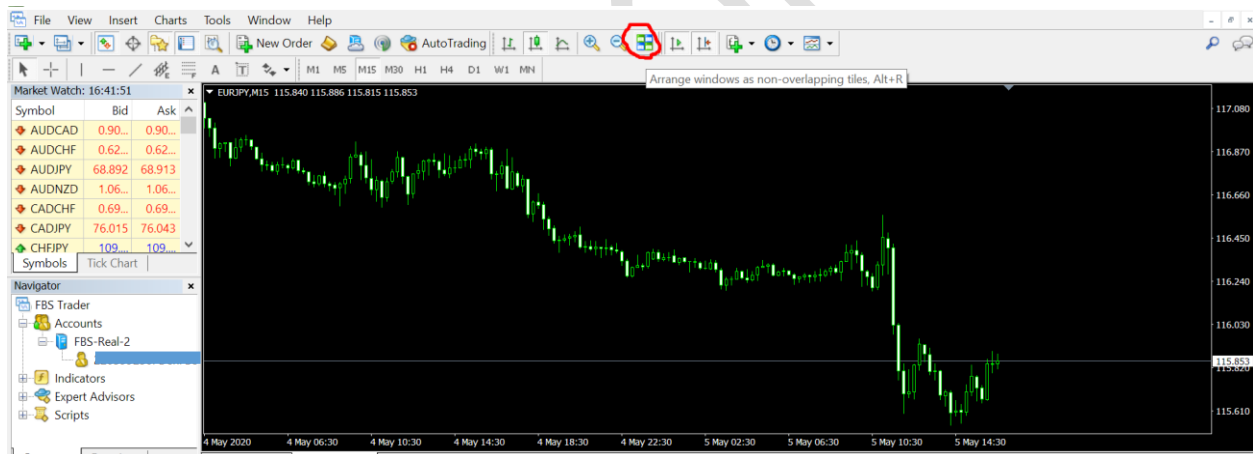 File View Insert Charts Tools Window Help
New Order AutoTrading
A T M1 M5 M15 M30 H1 H4 D1 W1 MN
Arrange windows as non-overlapping tiles, Alt+R
Market Watch: 16:41:51
Symbol Bid Ask
AUDCAD 0.90... 0.90...
AUDCHF 0.62... 0.62...
AUDJPY 68.892 68.913
AUDNZD 1.06... 1.06...
CADCHF 0.69... 0.69...
CADJPY 76.015 76.043
CHFJPY 109.... 109....
Symbols Tick Chart
Navigator
FBS Trader
Accounts
FBS-Real-2
Indicators
Expert Advisors
Scripts
EURJPY,M15 115.840 115.886 115.815 115.853
117.080
116.870
116.660
116.450
116.240
116.030
115.853
115.820
115.610
4 May 2020 4 May 06:30 4 May 10:30 4 May 14:30 4 May 18:30 4 May 22:30 5 May 02:30 5 May 06:30 5 May 10:30 5 May 14:30